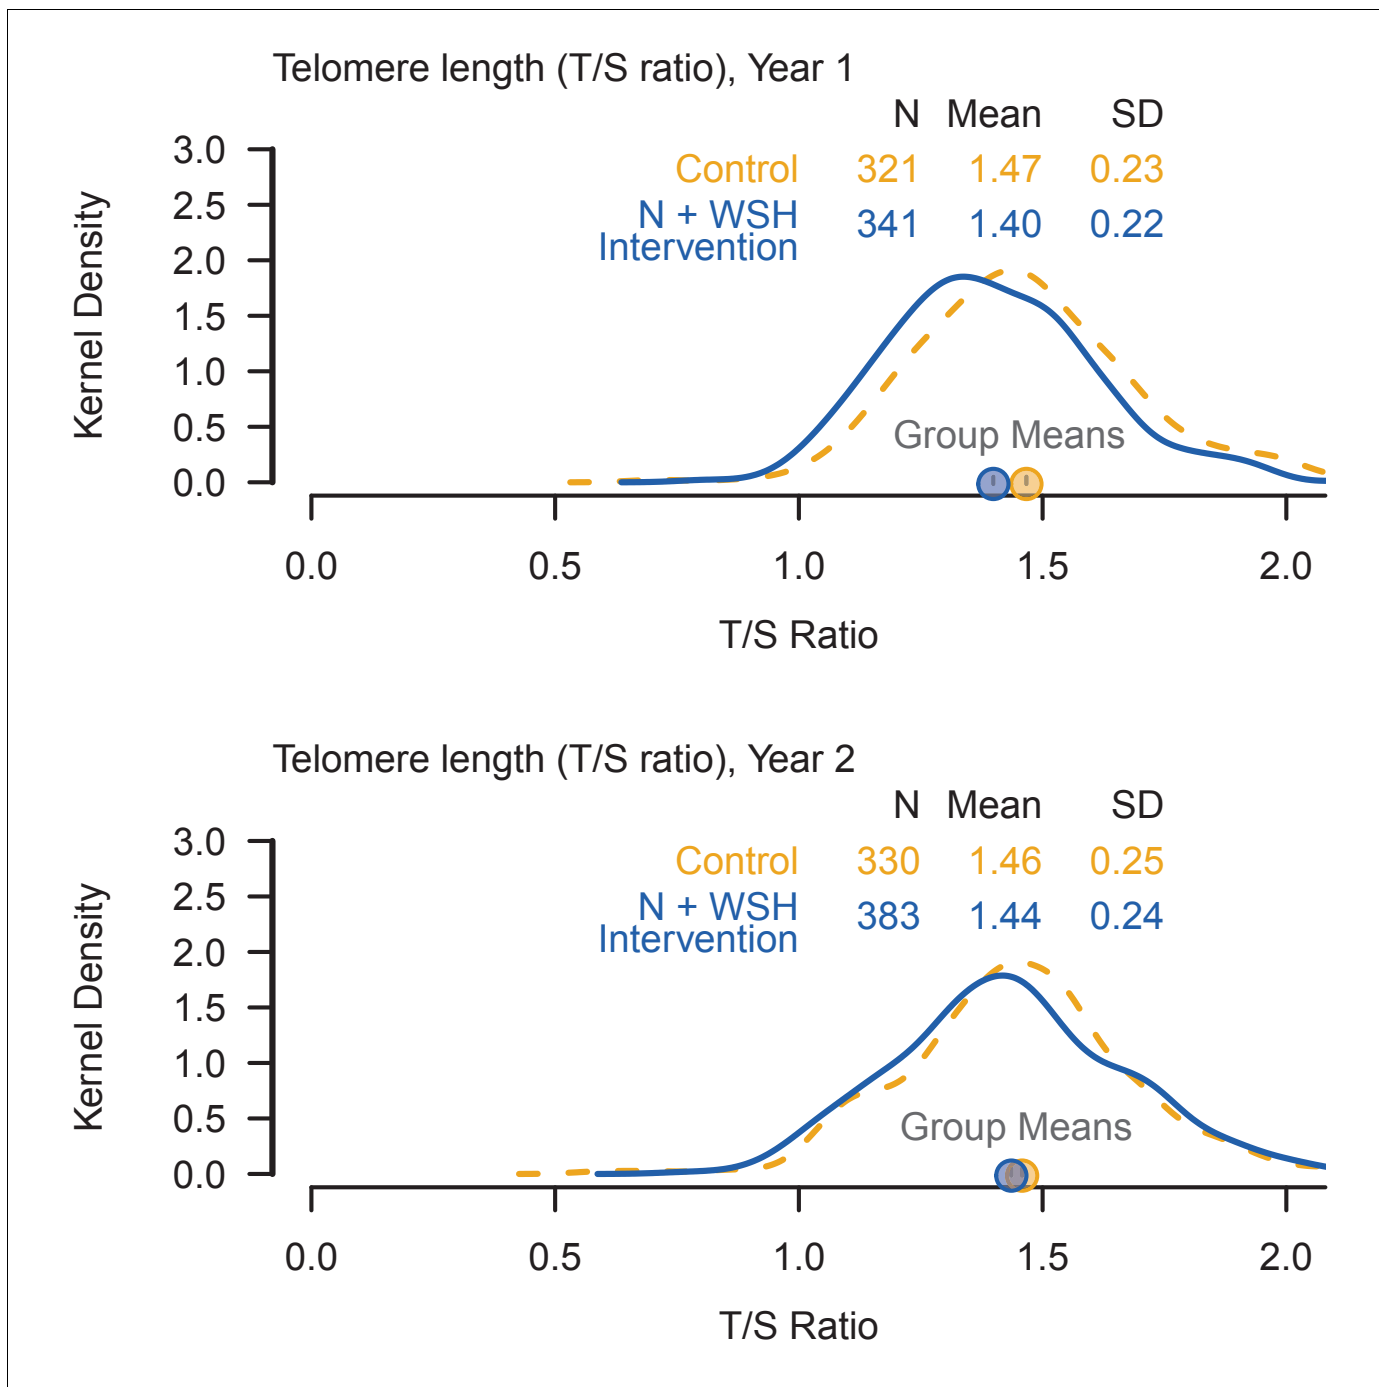 Telomere length (T/S ratio), Year 1
N Mean SD
Control 321 1.47 0.23
N + WSH
Intervention 341 1.40 0.22
3.0
2.5
2.0
1.5
1.0
0.5
0.0
Kernel Density
Group Means
0.0 0.5 1.0 1.5 2.0
T/S Ratio
Telomere length (T/S ratio), Year 2
N Mean SD
Control 330 1.46 0.25
N + WSH
Intervention 383 1.44 0.24
3.0
2.5
2.0
1.5
1.0
0.5
0.0
Kernel Density
Group Means
0.0 0.5 1.0 1.5 2.0
T/S Ratio